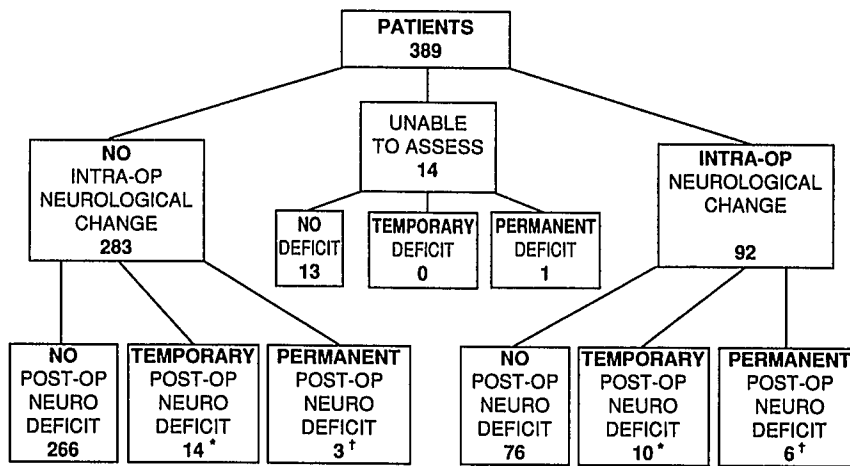 PATIENTS
389
NO
INTRA-OP
NEUROLOGICAL
CHANGE
283
UNABLE
TO ASSESS
14
INTRA-OP
NEUROLOGICAL
CHANGE
92
NO
DEFICIT
13
TEMPORARY
DEFICIT
0
PERMANENT
DEFICIT
1
NO
POST-OP
NEURO
DEFICIT
266
TEMPORARY
POST-OP
NEURO
DEFICIT
14*
PERMANENT
POST-OP
NEURO
DEFICIT
3†
NO
POST-OP
NEURO
DEFICIT
76
TEMPORARY
POST-OP
NEURO
DEFICIT
10*
PERMANENT
POST-OP
NEURO
DEFICIT
6†